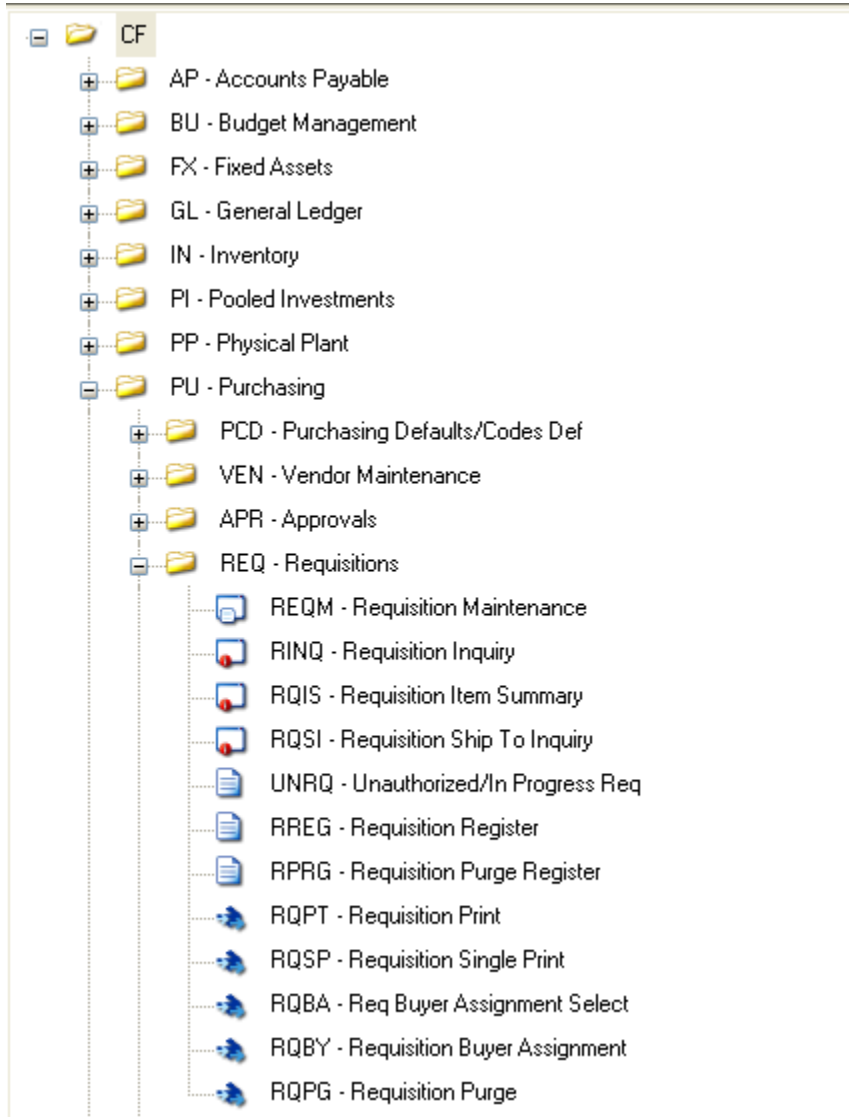 CF
AP - Accounts Payable
BU - Budget Management
FX - Fixed Assets
GL - General Ledger
IN - Inventory
PI - Pooled Investments
PP - Physical Plant
PU - Purchasing
PCD - Purchasing Defaults/Codes Def
VEN - Vendor Maintenance
APR - Approvals
REQ - Requisitions
REQM - Requisition Maintenance
RINQ - Requisition Inquiry
RQIS - Requisition Item Summary
RQSI - Requisition Ship To Inquiry
UNRQ - Unauthorized/In Progress Req
RREG - Requisition Register
RPRG - Requisition Purge Register
RQPT - Requisition Print
RQSP - Requisition Single Print
RQBA - Req Buyer Assignment Select
RQBY - Requisition Buyer Assignment
RQPG - Requisition Purge